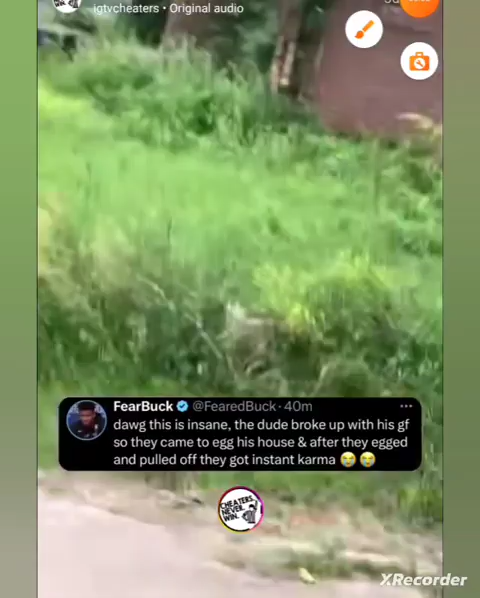 igtvcheaters • Original audio
FearBuck @FearedBuck · 40m
dawg this is insane, the dude broke up with his gf
so they came to egg his house & after they egged
and pulled off they got instant karma 😭😭
CHEATERS
NEVER
WIN.
XRecorder